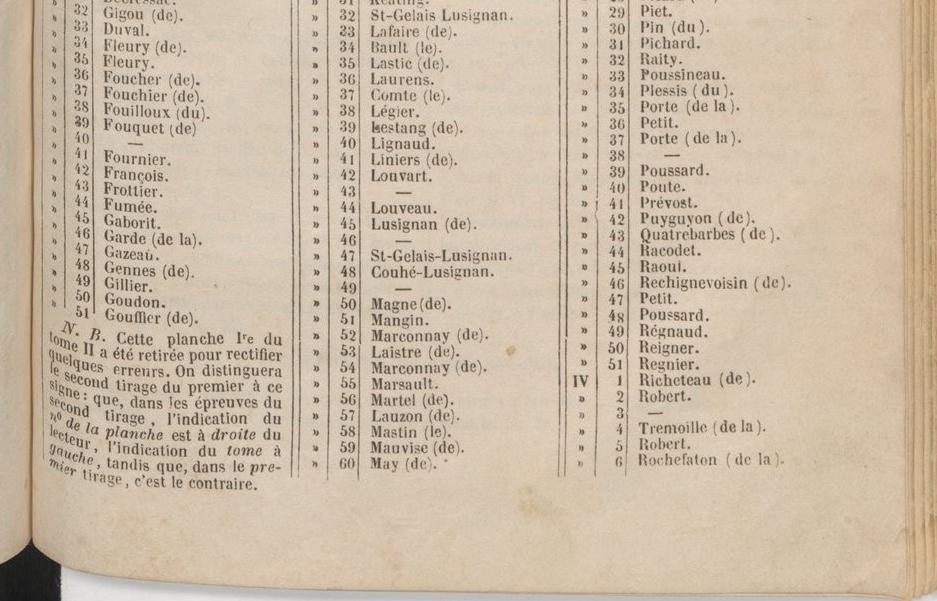 » 32 Gigou (de).
» 33 Duval.
» 34 Fleury (de).
» 35 Fleury.
» 36 Foucher (de).
» 37 Fouchier (de).
» 38 Fouilloux (du).
» 39 Fouquet (de)
» 40 —
» 41 Fournier.
» 42 François.
» 43 Frottier.
» 44 Fumée.
» 45 Gaborit.
» 46 Garde (de la).
» 47 Gazeau.
» 48 Gennes (de).
» 49 Gillier.
» 50 Goudon.
» 51 Gouffier (de).
N. B. Cette planche Ire du
tome II a été retirée pour rectifier
quelques erreurs. On distinguera
le second tirage du premier à ce
signe: que, dans les épreuves du
second tirage, l'indication du
n° de la planche est à droite du
lecteur, l'indication du tome à
gauche, tandis que, dans le pre-
mier tirage, c'est le contraire.
31 Keating.
» 32 St-Gelais Lusignan.
» 33 Lafaire (de).
» 34 Bault (le).
» 35 Lastic (de).
» 36 Laurens.
» 37 Comte (le).
» 38 Légier.
» 39 Lestang (de).
» 40 Lignaud.
» 41 Liniers (de).
» 42 Louvart.
» 43 —
» 44 Louveau.
» 45 Lusignan (de).
» 46 —
» 47 St-Gelais-Lusignan.
» 48 Couhé-Lusignan.
» 49 —
» 50 Magne (de).
» 51 Mangin.
» 52 Marconnay (de).
» 53 Laistre (de).
» 54 Marconnay (de).
» 55 Marsault.
» 56 Martel (de).
» 57 Lauzon (de).
» 58 Mastin (le).
» 59 Mauvise (de).
» 60 May (de).
» 29 Piet.
» 30 Pin (du).
» 31 Pichard.
» 32 Raity.
» 33 Poussineau.
» 34 Plessis (du).
» 35 Porte (de la).
» 36 Petit.
» 37 Porte (de la).
» 38 —
» 39 Poussard.
» 40 Poute.
» 41 Prévost.
» 42 Puyguyon (de).
» 43 Quatrebarbes (de).
» 44 Racodet.
» 45 Raoul.
» 46 Rechignevoisin (de).
» 47 Petit.
» 48 Poussard.
» 49 Régnaud.
» 50 Reigner.
» 51 Regnier.
IV 1 Richeteau (de).
» 2 Robert.
» 3 —
» 4 Tremoille (de la).
» 5 Robert.
» 6 Rochefaton (de la).